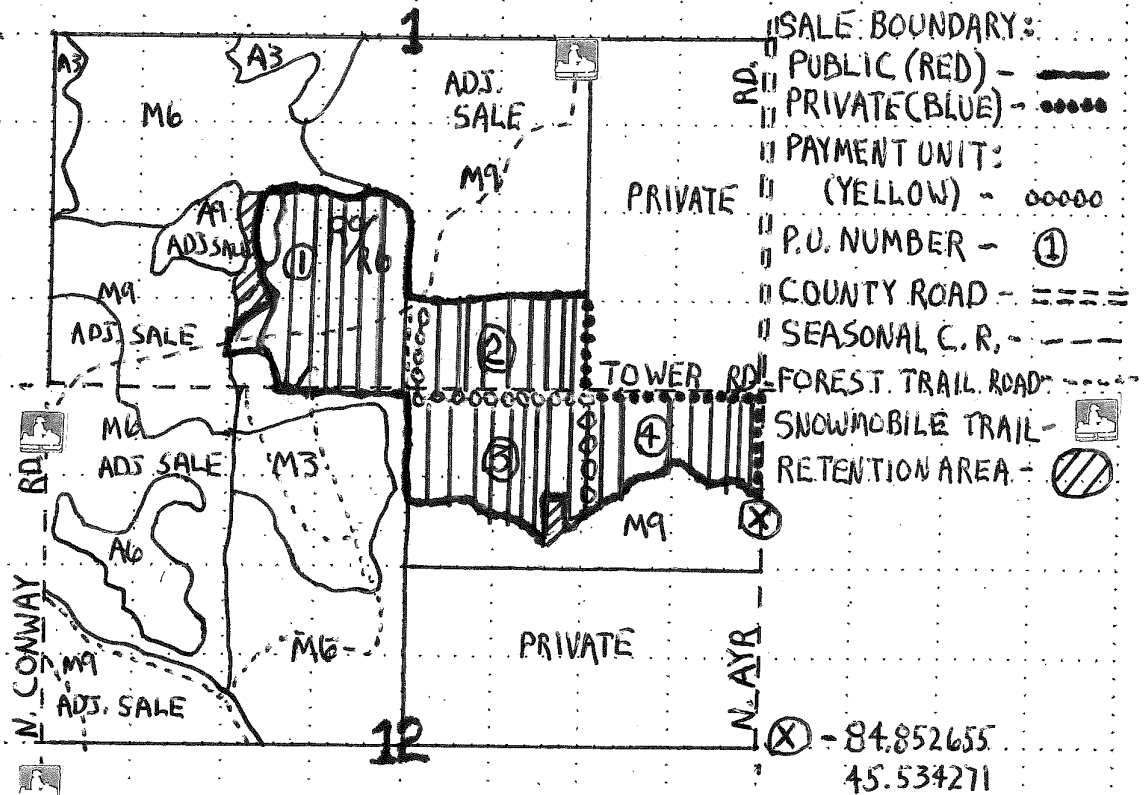 1
SALE BOUNDARY:
PUBLIC (RED) -
PRIVATE (BLUE) -
PAYMENT UNIT:
(YELLOW) -
P.U. NUMBER - 1
COUNTY ROAD -
SEASONAL C.R. -
FOREST TRAIL ROAD -
SNOWMOBILE TRAIL -
RETENTION AREA -
A3
A3
M6
ADJ.
SALE
RD.
M9
PRIVATE
A9
ADJ SALE
1
R6
M9
ADJ. SALE
2
TOWER RD.
M6
ADJ SALE
M3
3
4
RD
M9
X
A6
N. CONWAY
M6
PRIVATE
N. AYR
M9
ADJ. SALE
12
X - 84.852655
45.534271